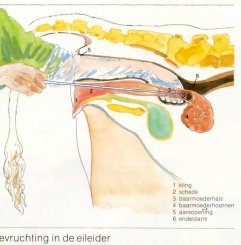 1 kling
2 schede
3 baarmoederhals
4 baarmoederhoornen
5 aarsopening
6 endeldarm
evruchting in de eileider